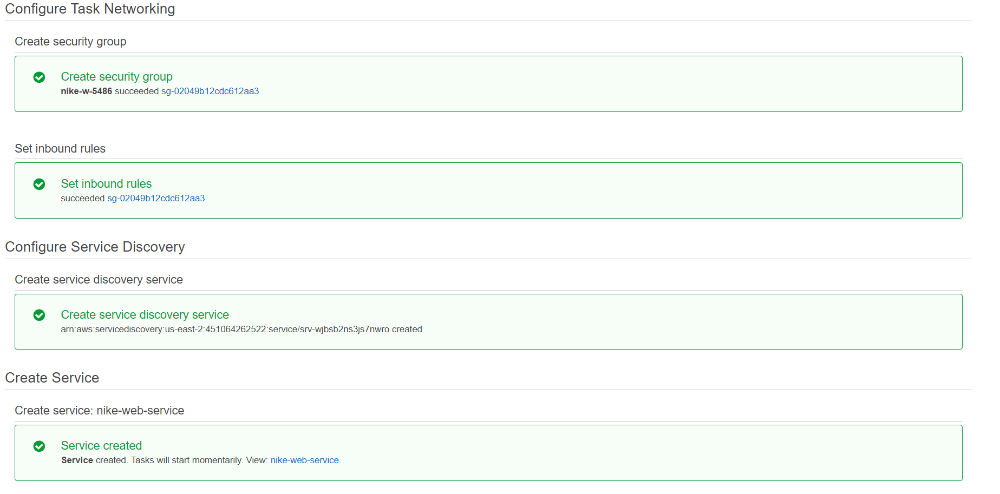 Configure Task Networking
Create security group
Create security group
nike-w-5486 succeeded sg-02049b12cdc612aa3
Set inbound rules
Set inbound rules
succeeded sg-02049b12cdc612aa3
Configure Service Discovery
Create service discovery service
Create service discovery service
arn:aws:servicediscovery:us-east-2:451064262522:service/srv-wjbsb2ns3js7nwro created
Create Service
Create service: nike-web-service
Service created
Service created. Tasks will start momentarily. View: nike-web-service